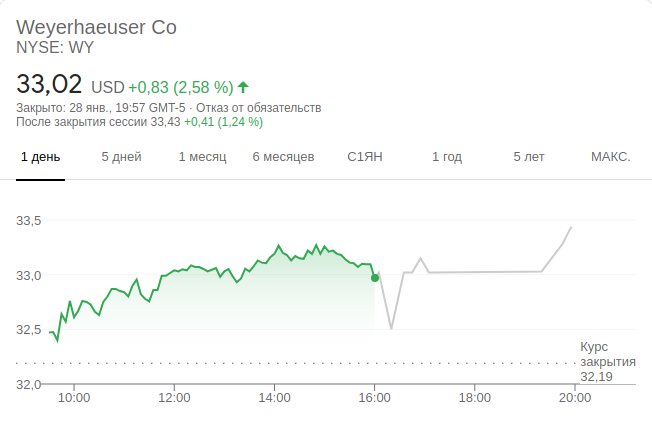 Weyerhaeuser Co
NYSE: WY
33,02 USD +0,83 (2,58 %)
Закрыто: 28 янв., 19:57 GMT-5 · Отказ от обязательств
После закрытия сессии 33,43 +0,41 (1,24 %)
1 день 5 дней 1 месяц 6 месяцев С1ЯН 1 год 5 лет МАКС.
33,5
33,0
32,5
Курс
закрытия
32,19
32,0
10:00 12:00 14:00 16:00 18:00 20:00